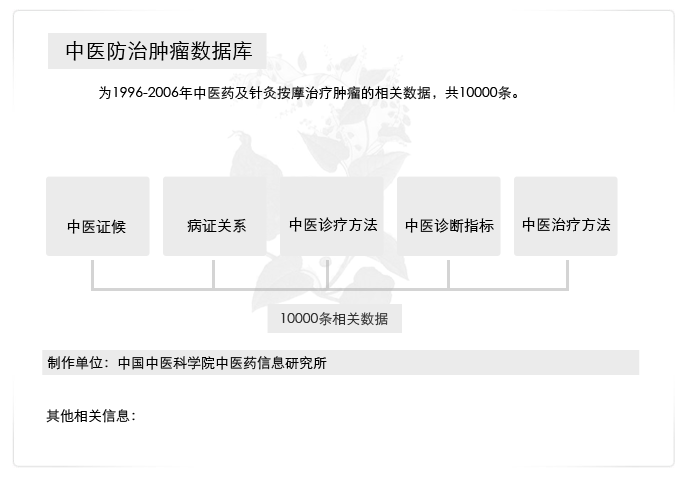 中医防治肿瘤数据库
为1996-2006年中医药及针灸按摩治疗肿瘤的相关数据，共10000条。
中医证候
病证关系
中医诊疗方法
中医诊断指标
中医治疗方法
10000条相关数据
制作单位：中国中医科学院中医药信息研究所
其他相关信息：